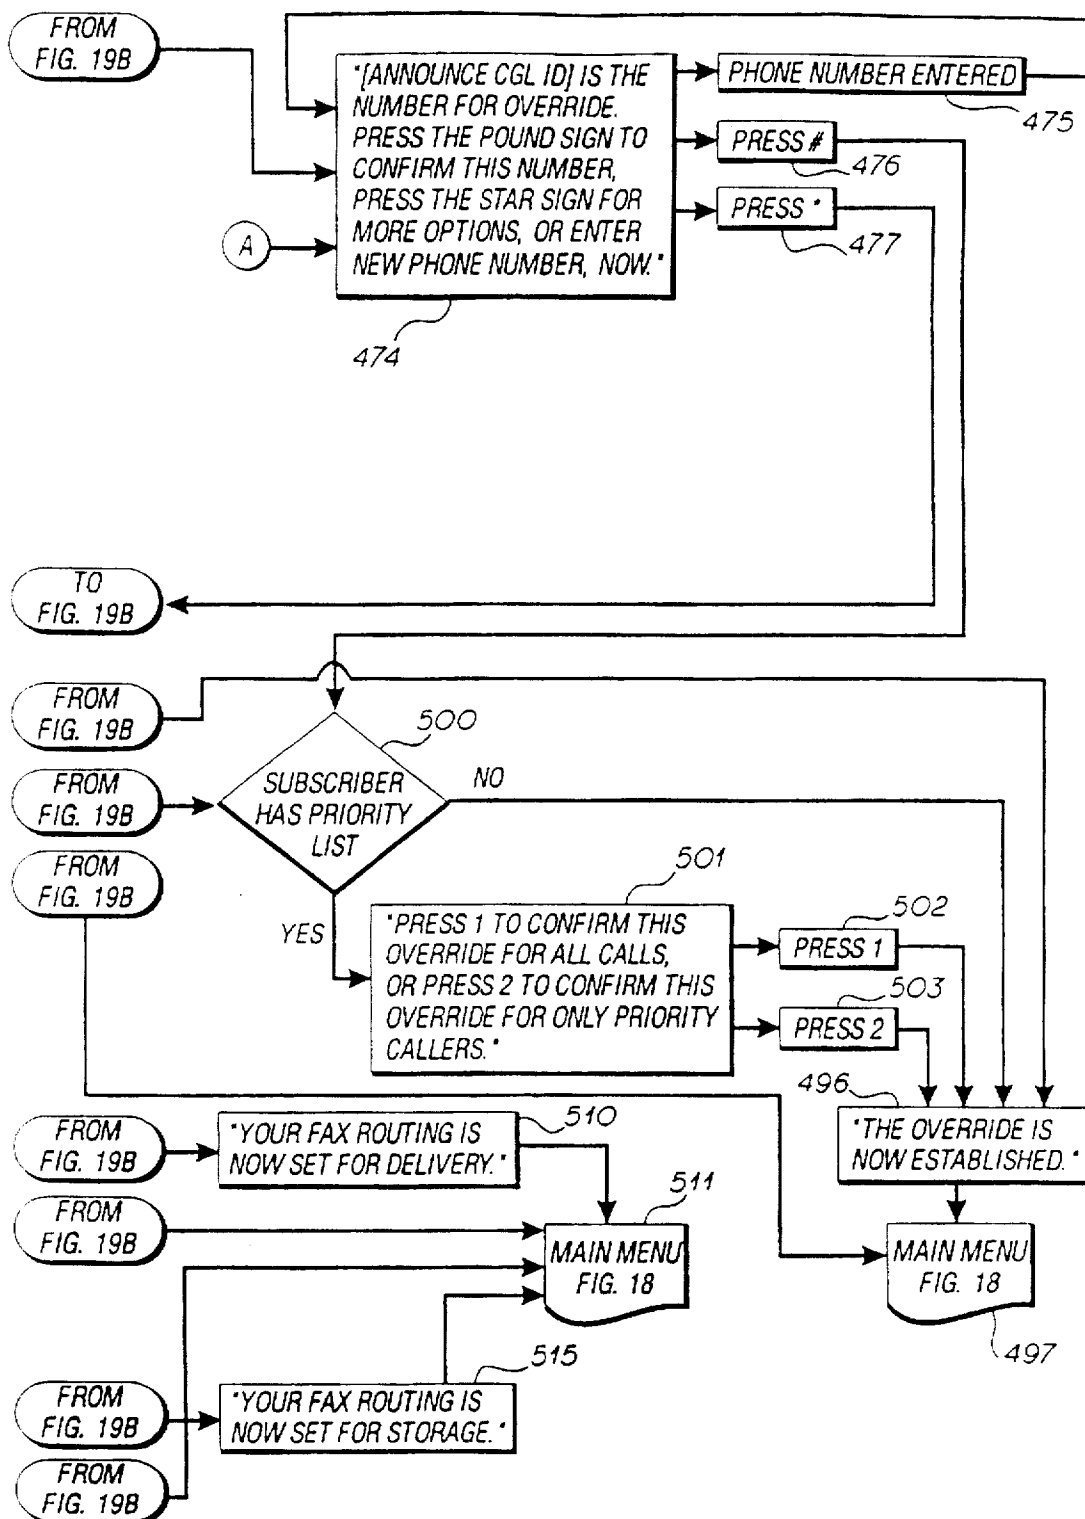 FROM
FIG. 19B
"[ANNOUNCE CGL ID] IS THE
NUMBER FOR OVERRIDE.
PRESS THE POUND SIGN TO
CONFIRM THIS NUMBER,
PRESS THE STAR SIGN FOR
MORE OPTIONS, OR ENTER
NEW PHONE NUMBER, NOW."
474
PHONE NUMBER ENTERED
475
PRESS #
476
PRESS *
477
A
TO
FIG. 19B
FROM
FIG. 19B
500
FROM
FIG. 19B
SUBSCRIBER
HAS PRIORITY
LIST
NO
YES
FROM
FIG. 19B
501
"PRESS 1 TO CONFIRM THIS
OVERRIDE FOR ALL CALLS,
OR PRESS 2 TO CONFIRM THIS
OVERRIDE FOR ONLY PRIORITY
CALLERS."
502
PRESS 1
503
PRESS 2
496
"THE OVERRIDE IS
NOW ESTABLISHED."
FROM
FIG. 19B
510
"YOUR FAX ROUTING IS
NOW SET FOR DELIVERY."
FROM
FIG. 19B
511
MAIN MENU
FIG. 18
MAIN MENU
FIG. 18
497
515
FROM
FIG. 19B
"YOUR FAX ROUTING IS
NOW SET FOR STORAGE."
FROM
FIG. 19B